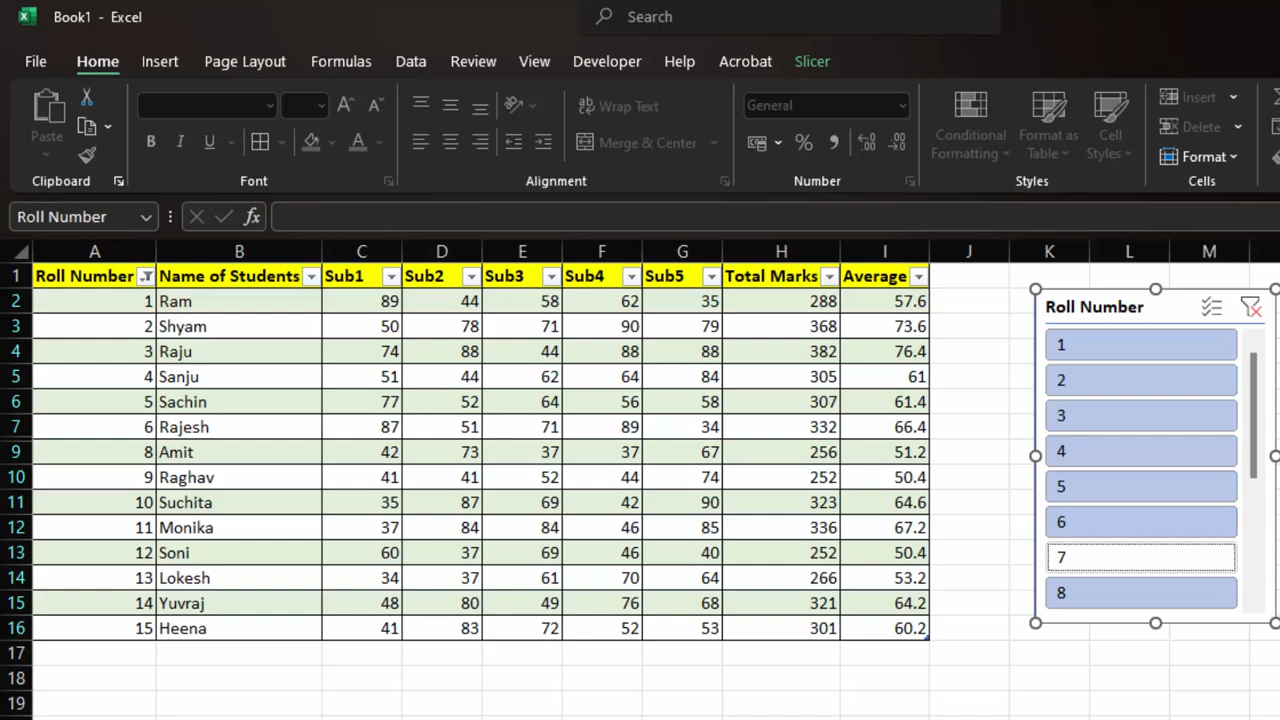 Book1 - Excel
Search
File Home Insert Page Layout Formulas Data Review View Developer Help Acrobat Slicer
Wrap Text General Insert
Paste B I U Merge & Center % Conditional Formatting Format as Table Cell Styles Delete
Format
Clipboard Font Alignment Number Styles Cells
Roll Number fx
A B C D E F G H I J K L M
1 Roll Number Name of Students Sub1 Sub2 Sub3 Sub4 Sub5 Total Marks Average
2 1 Ram 89 44 58 62 35 288 57.6
3 2 Shyam 50 78 71 90 79 368 73.6
4 3 Raju 74 88 44 88 88 382 76.4
5 4 Sanju 51 44 62 64 84 305 61
6 5 Sachin 77 52 64 56 58 307 61.4
7 6 Rajesh 87 51 71 89 34 332 66.4
9 8 Amit 42 73 37 37 67 256 51.2
10 9 Raghav 41 41 52 44 74 252 50.4
11 10 Suchita 35 87 69 42 90 323 64.6
12 11 Monika 37 84 84 46 85 336 67.2
13 12 Soni 60 37 69 46 40 252 50.4
14 13 Lokesh 34 37 61 70 64 266 53.2
15 14 Yuvraj 48 80 49 76 68 321 64.2
16 15 Heena 41 83 72 52 53 301 60.2
17
18
19
Roll Number
1
2
3
4
5
6
7
8